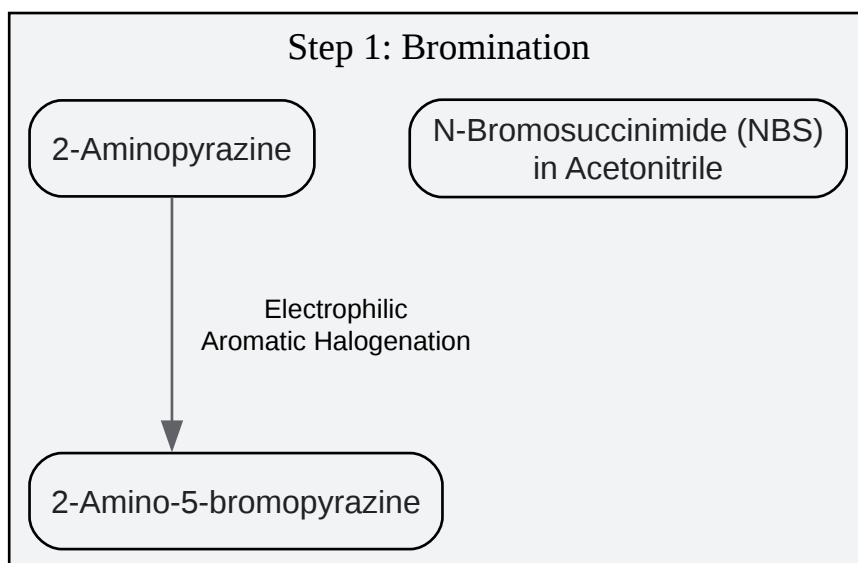 Step 1: Bromination
2-Aminopyrazine
N-Bromosuccinimide (NBS)
in Acetonitrile
Electrophilic
Aromatic Halogenation
2-Amino-5-bromopyrazine